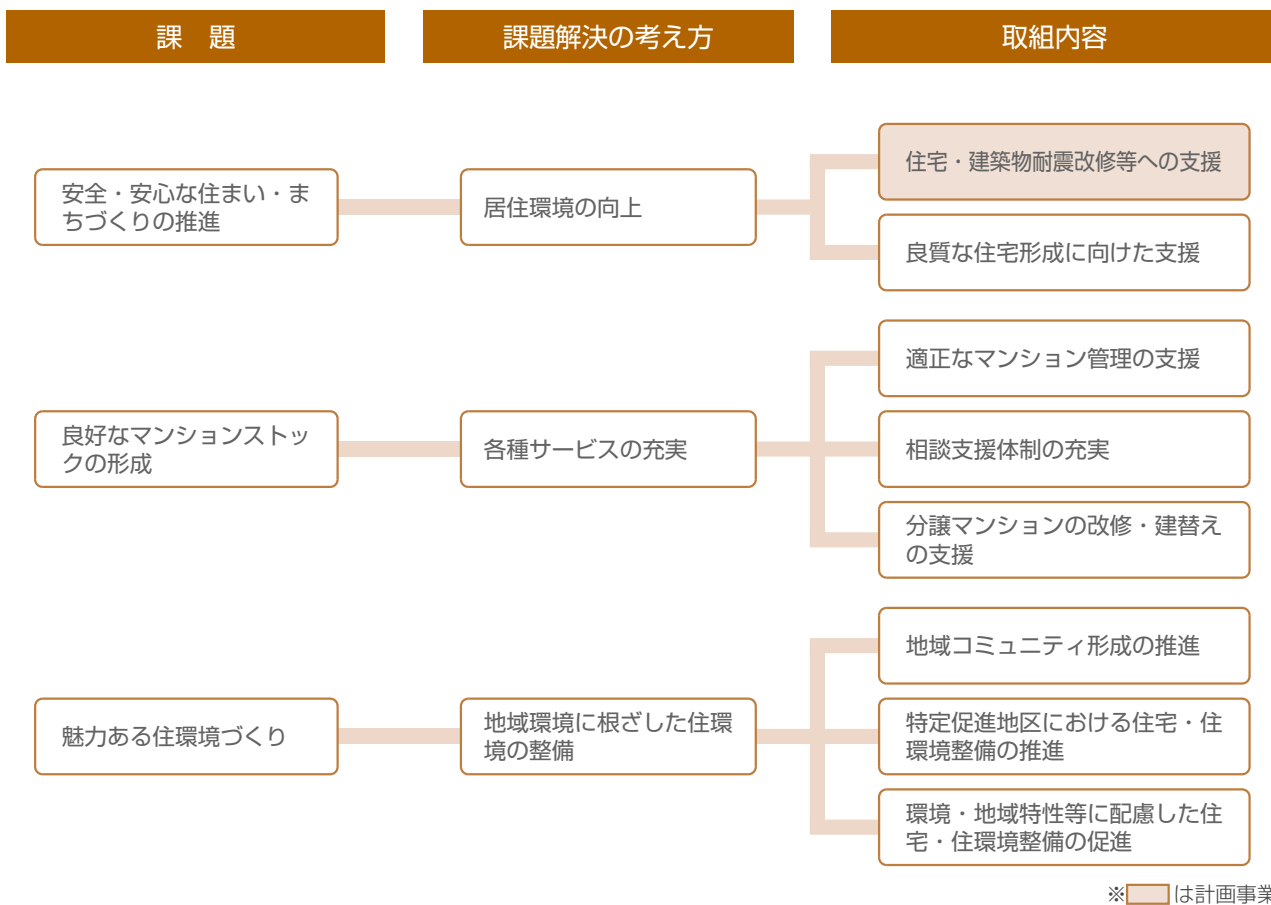 課　題
課題解決の考え方
取組内容
安全・安心な住まい・ま
ちづくりの推進
居住環境の向上
住宅・建築物耐震改修等への支援
良質な住宅形成に向けた支援
良好なマンションストッ
クの形成
各種サービスの充実
適正なマンション管理の支援
相談支援体制の充実
分譲マンションの改修・建替え
の支援
魅力ある住環境づくり
地域環境に根ざした住環
境の整備
地域コミュニティ形成の推進
特定促進地区における住宅・住
環境整備の推進
環境・地域特性等に配慮した住
宅・住環境整備の促進
※は計画事業